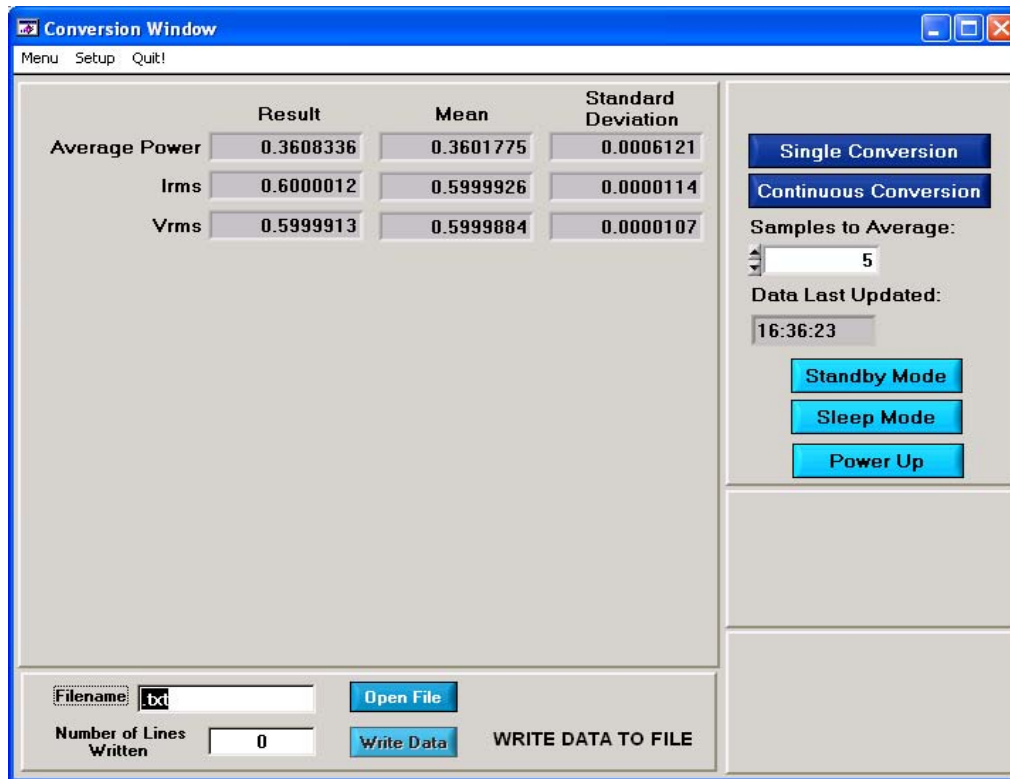 Conversion Window
Menu Setup Quit!
Result Mean Standard Deviation
Average Power 0.3608336 0.3601775 0.0006121
Irms 0.6000012 0.5999926 0.0000114
Vrms 0.5999913 0.5999884 0.0000107
Single Conversion
Continuous Conversion
Samples to Average:
5
Data Last Updated:
16:36:23
Standby Mode
Sleep Mode
Power Up
Filename .txt Open File
Number of Lines Written 0 Write Data WRITE DATA TO FILE